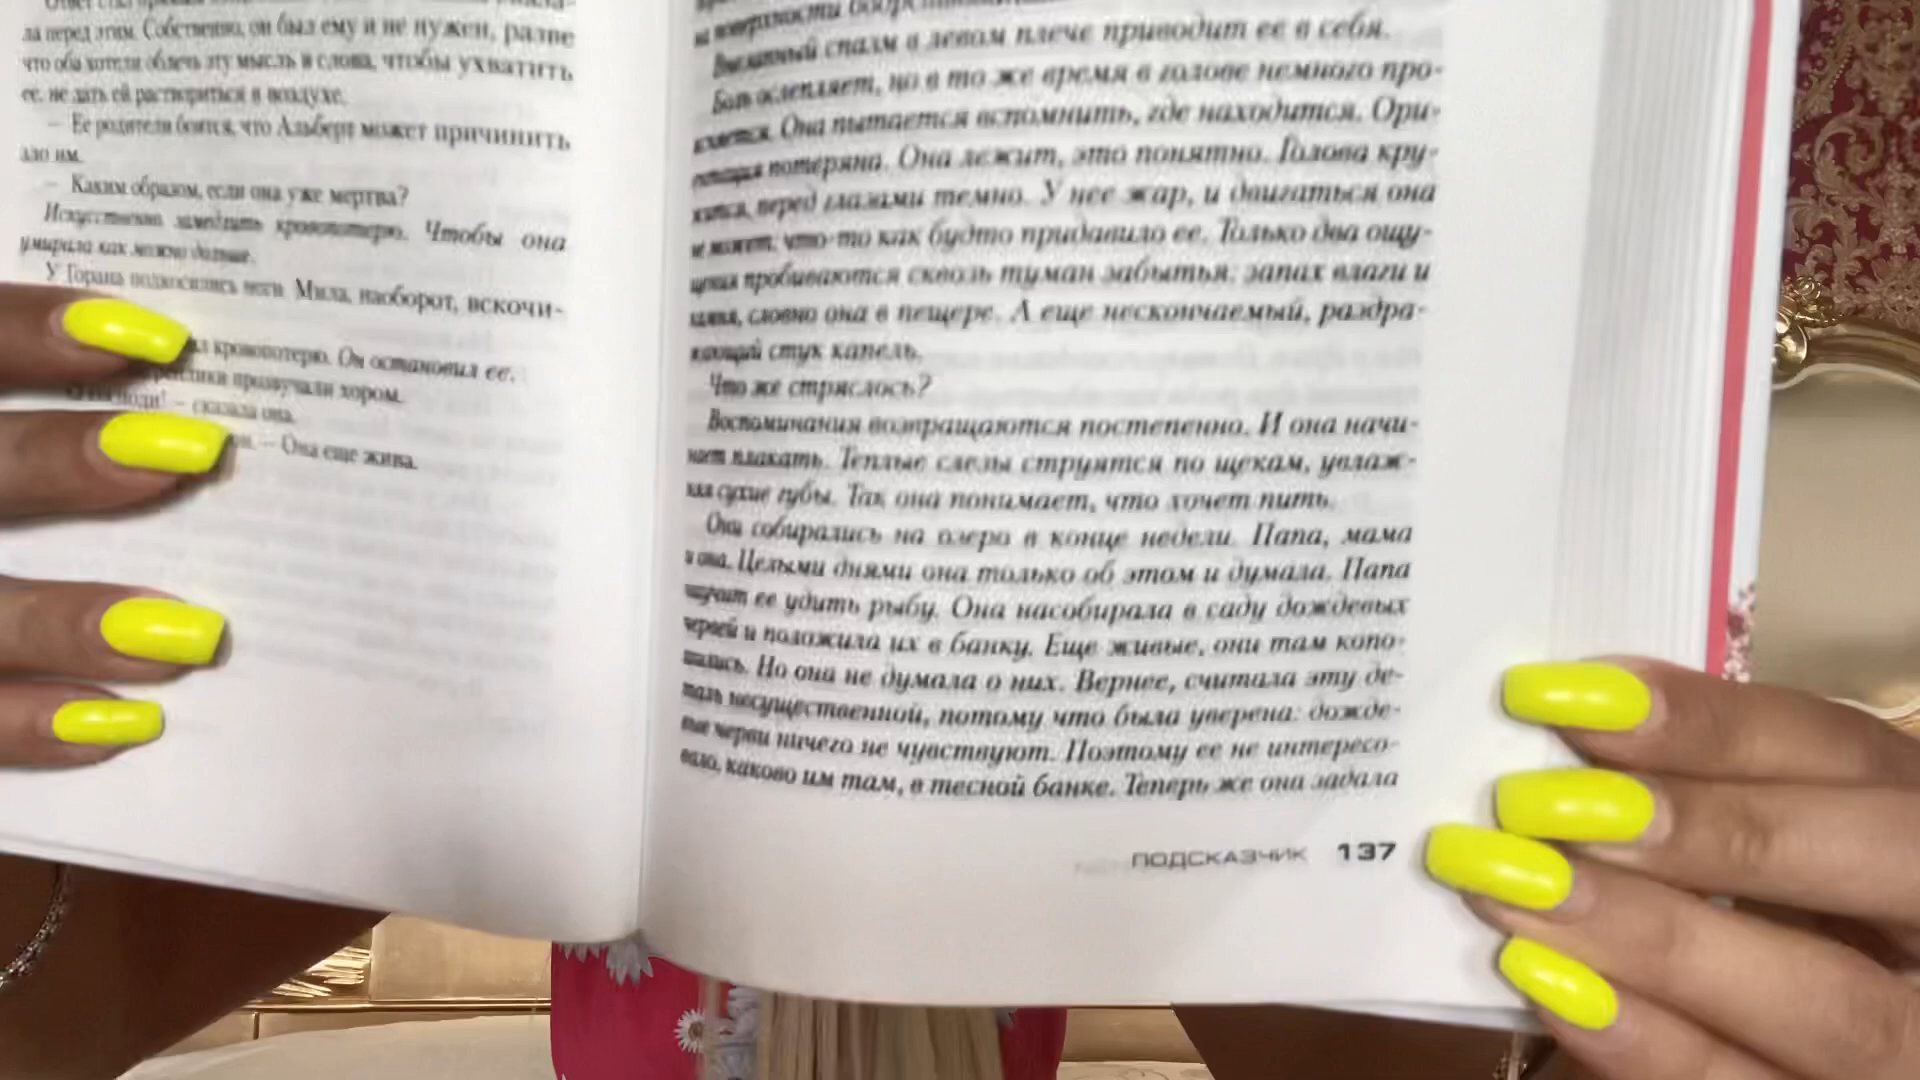 ла перед этим. Собственно, он был ему и не нужен, разве
что оба хотели облечь эту мысль в слова, чтобы ухватить
ее, не дать ей раствориться в воздухе.
— Ее родители боятся, что Альберт может причинить
зло им.
— Каким образом, если она уже мертва?
Искусственно замедлить кровопотерю. Чтобы она
умирала как можно дольше.
У Горана подкосились ноги. Мила, наоборот, вскочи-
кровопотерю. Он остановил ее.
реплики прозвучали хором.
— сказала она.
— Она еще жива.
на поверхности
Внезапный спазм в левом плече приводит ее в себя.
Боль ослепляет, но в то же время в голове немного про-
ясняется. Она пытается вспомнить, где находится. Ори-
ентация потеряна. Она лежит, это понятно. Голова кру-
жится, перед глазами темно. У нее жар, и двигаться она
не может, что-то как будто придавило ее. Только два ощу-
щения пробиваются сквозь туман забытья: запах влаги и
камня, словно она в пещере. А еще нескончаемый, раздра-
жающий стук капель.
Что же стряслось?
Воспоминания возвращаются постепенно. И она начи-
нает плакать. Теплые слезы струятся по щекам, увлаж-
няя сухие губы. Так она понимает, что хочет пить.
Они собирались на озеро в конце недели. Папа, мама
и она. Целыми днями она только об этом и думала. Папа
научит ее удить рыбу. Она насобирала в саду дождевых
червей и положила их в банку. Еще живые, они там копо-
шились. Но она не думала о них. Вернее, считала эту де-
таль несущественной, потому что была уверена: дожде-
вые черви ничего не чувствуют. Поэтому ее не интересо-
вало, каково им там, в тесной банке. Теперь же она задала
ПОДСКАЗЧИК 137